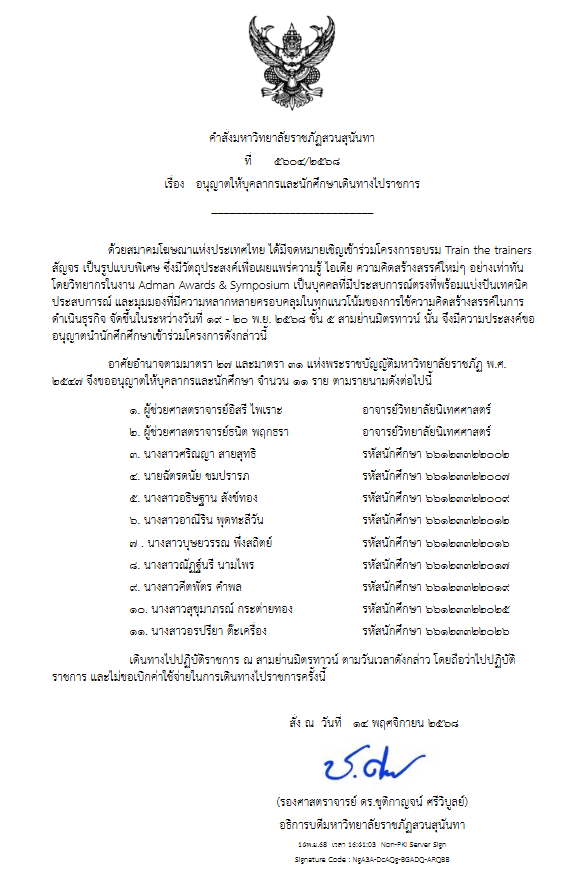 คำสั่งมหาวิทยาลัยราชภัฏสวนสุนันทา
ที่ ๕๖๐๔/๒๕๖๘
เรื่อง อนุญาตให้บุคลากรและนักศึกษาเดินทางไปราชการ
ด้วยสมาคมโฆษณาแห่งประเทศไทย ได้มีจดหมายเชิญเข้าร่วมโครงการอบรม Train the trainers
สัญจร เป็นรูปแบบพิเศษ ซึ่งมีวัตถุประสงค์เพื่อเผยแพร่ความรู้ ไอเดีย ความคิดสร้างสรรค์ใหม่ๆ อย่างเท่าทัน
โดยวิทยากรในงาน Adman Awards & Symposium เป็นบุคคลที่มีประสบการณ์ตรงที่พร้อมแบ่งปันเทคนิค
ประสบการณ์ และมุมมองที่มีความหลากหลายครอบคลุมในทุกแนวโน้มของการใช้ความคิดสร้างสรรค์ในการ
ดำเนินธุรกิจ จัดขึ้นในระหว่างวันที่ ๑๙ - ๒๐ พ.ย. ๒๕๖๘ ชั้น ๕ สามย่านมิตรทาวน์ นั้น จึงมีความประสงค์ขอ
อนุญาตนำนักศึกศึกษาเข้าร่วมโครงการดังกล่าวนี้
อาศัยอำนาจตามมาตรา ๒๗ และมาตรา ๓๑ แห่งพระราชบัญญัติมหาวิทยาลัยราชภัฏ พ.ศ.
๒๕๔๗ จึงขออนุญาตให้บุคลากรและนักศึกษา จำนวน ๑๑ ราย ตามรายนามดังต่อไปนี้
๑. ผู้ช่วยศาสตราจารย์อิสรี ไพเราะ อาจารย์วิทยาลัยนิเทศศาสตร์
๒. ผู้ช่วยศาสตราจารย์ธนิต พฤกธรา อาจารย์วิทยาลัยนิเทศศาสตร์
๓. นางสาวศริณญา สายสุทธิ รหัสนักศึกษา ๖๖๑๒๓๓๒๒๐๐๒
๔. นายฉัตรดนัย ชมปรารภ รหัสนักศึกษา ๖๖๑๒๓๓๒๒๐๐๗
๕. นางสาวอธิษฐาน สังข์ทอง รหัสนักศึกษา ๖๖๑๒๓๓๒๒๐๐๙
๖. นางสาวอาณีริน พุดทะลีวัน รหัสนักศึกษา ๖๖๑๒๓๓๒๒๐๑๒
๗ . นางสาวบุษยวรรณ พึ่งสถิตย์ รหัสนักศึกษา ๖๖๑๒๓๓๒๒๐๑๖
๘. นางสาวณัฏฐ์นรี นามไพร รหัสนักศึกษา ๖๖๑๒๓๓๒๒๐๑๗
๙. นางสาวคีตพัตร คำพล รหัสนักศึกษา ๖๖๑๒๓๓๒๒๐๑๙
๑๐. นางสาวสุขุมาภรณ์ กระต่ายทอง รหัสนักศึกษา ๖๖๑๒๓๓๒๒๐๒๕
๑๑. นางสาวอรปรียา ต๊ะเครื่อง รหัสนักศึกษา ๖๖๑๒๓๓๒๒๐๒๖
เดินทางไปปฏิบัติราชการ ณ สามย่านมิตรทาวน์ ตามวันเวลาดังกล่าว โดยถือว่าไปปฏิบัติ
ราชการ และไม่ขอเบิกค่าใช้จ่ายในการเดินทางไปราชการครั้งนี้
สั่ง ณ วันที่ ๑๔ พฤศจิกายน ๒๕๖๘
(รองศาสตราจารย์ ดร.ชุติกาญจน์ ศรีวิบูลย์)
อธิการบดีมหาวิทยาลัยราชภัฏสวนสุนันทา
16พ.ย.68 เวลา 16:51:03 Non-PKI Server Sign
Signature Code : NgA3A-DcAQg-BGADQ-ARQBB